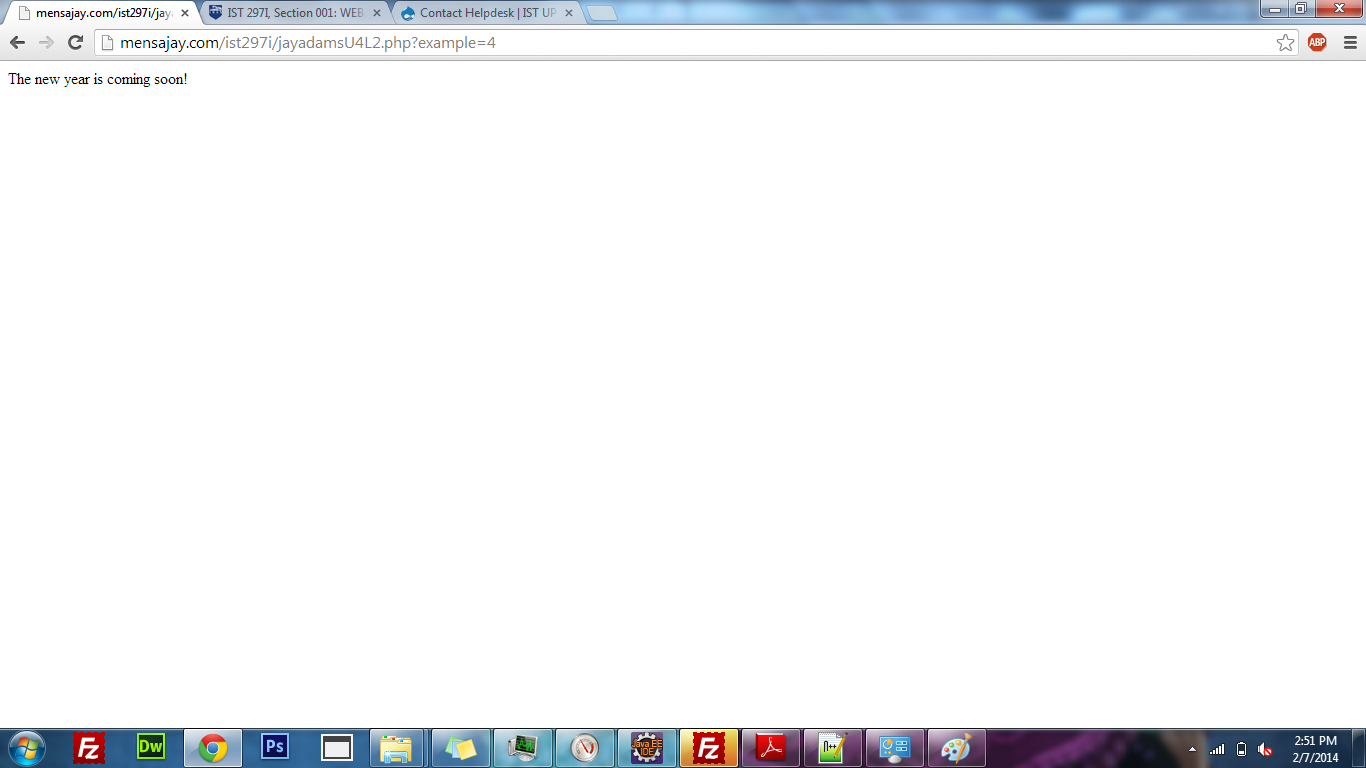 mensajay.com/ist297i/jay
IST 297I, Section 001: WEB
Contact Helpdesk | IST UP
mensajay.com/ist297i/jayadamsU4L2.php?example=4
ABP
The new year is coming soon!
Fz
Dw
Ps
Java EE
IDE
Fz
N++
2:51 PM
2/7/2014